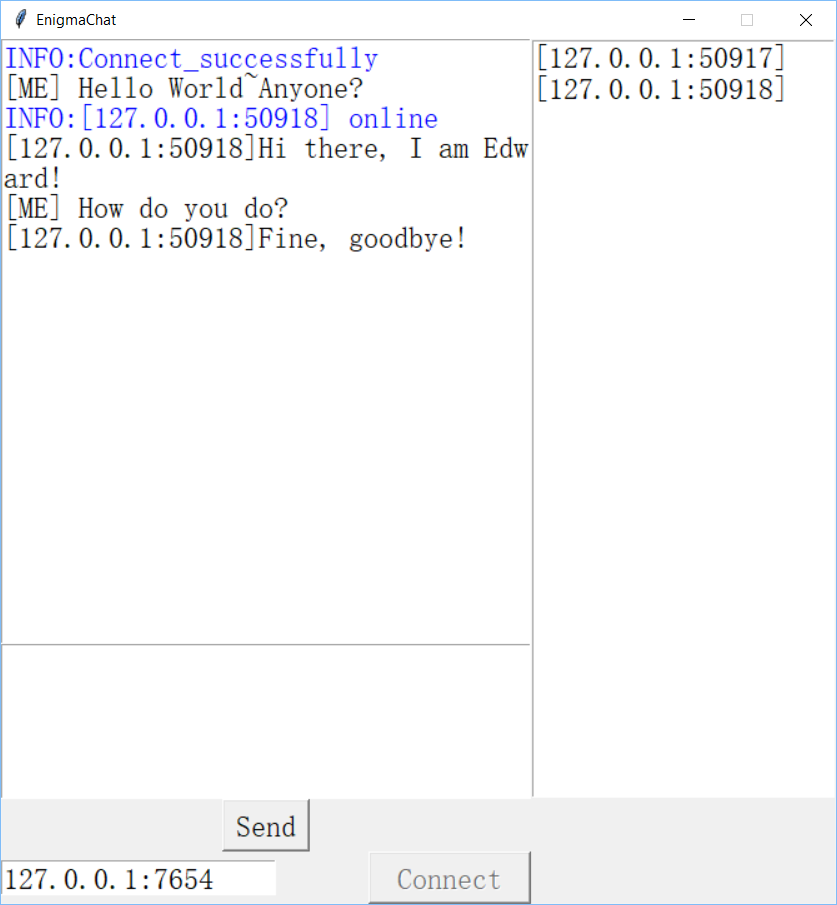 EnigmaChat
INFO:Connect_successfully
[ME] Hello World~Anyone?
INFO:[127.0.0.1:50918] online
[127.0.0.1:50918]Hi there, I am Edw
ard!
[ME] How do you do?
[127.0.0.1:50918]Fine, goodbye!
[127.0.0.1:50917]
[127.0.0.1:50918]
Send
127.0.0.1:7654
Connect